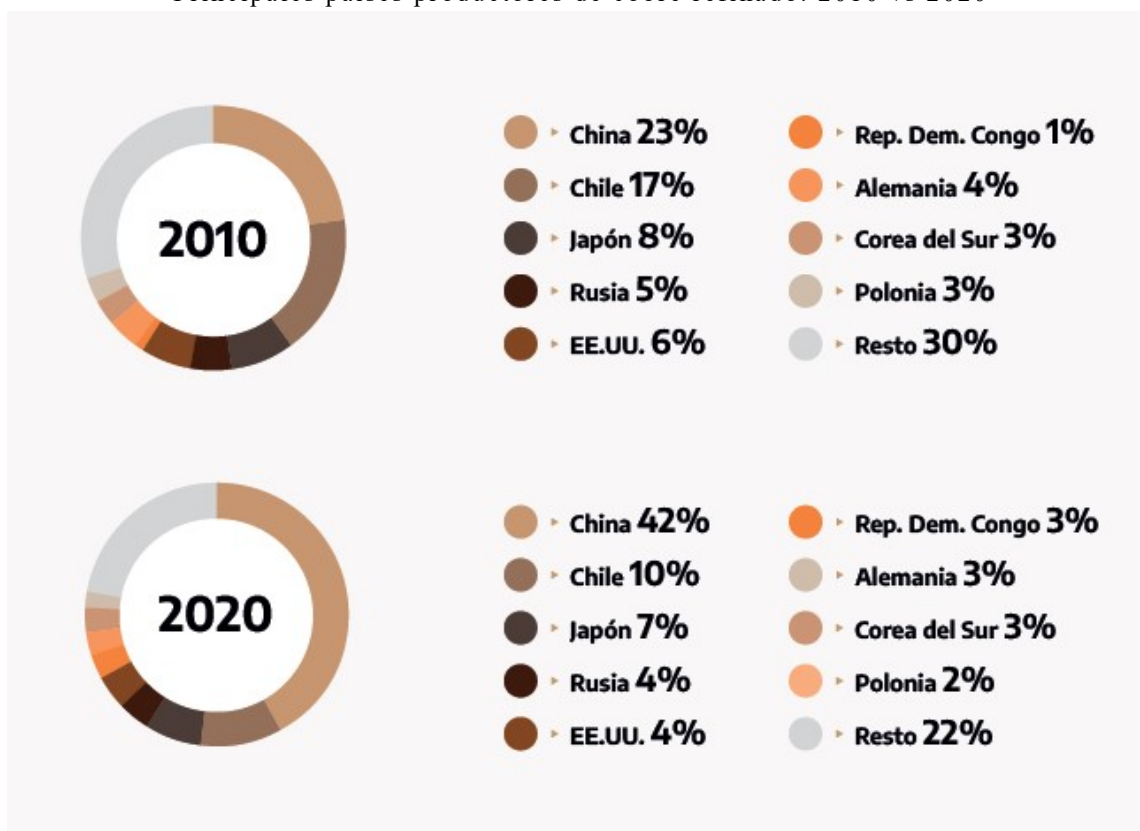 2010
China 23%
Chile 17%
Japón 8%
Rusia 5%
EE.UU. 6%
Rep. Dem. Congo 1%
Alemania 4%
Corea del Sur 3%
Polonia 3%
Resto 30%
2020
China 42%
Chile 10%
Japón 7%
Rusia 4%
EE.UU. 4%
Rep. Dem. Congo 3%
Alemania 3%
Corea del Sur 3%
Polonia 2%
Resto 22%